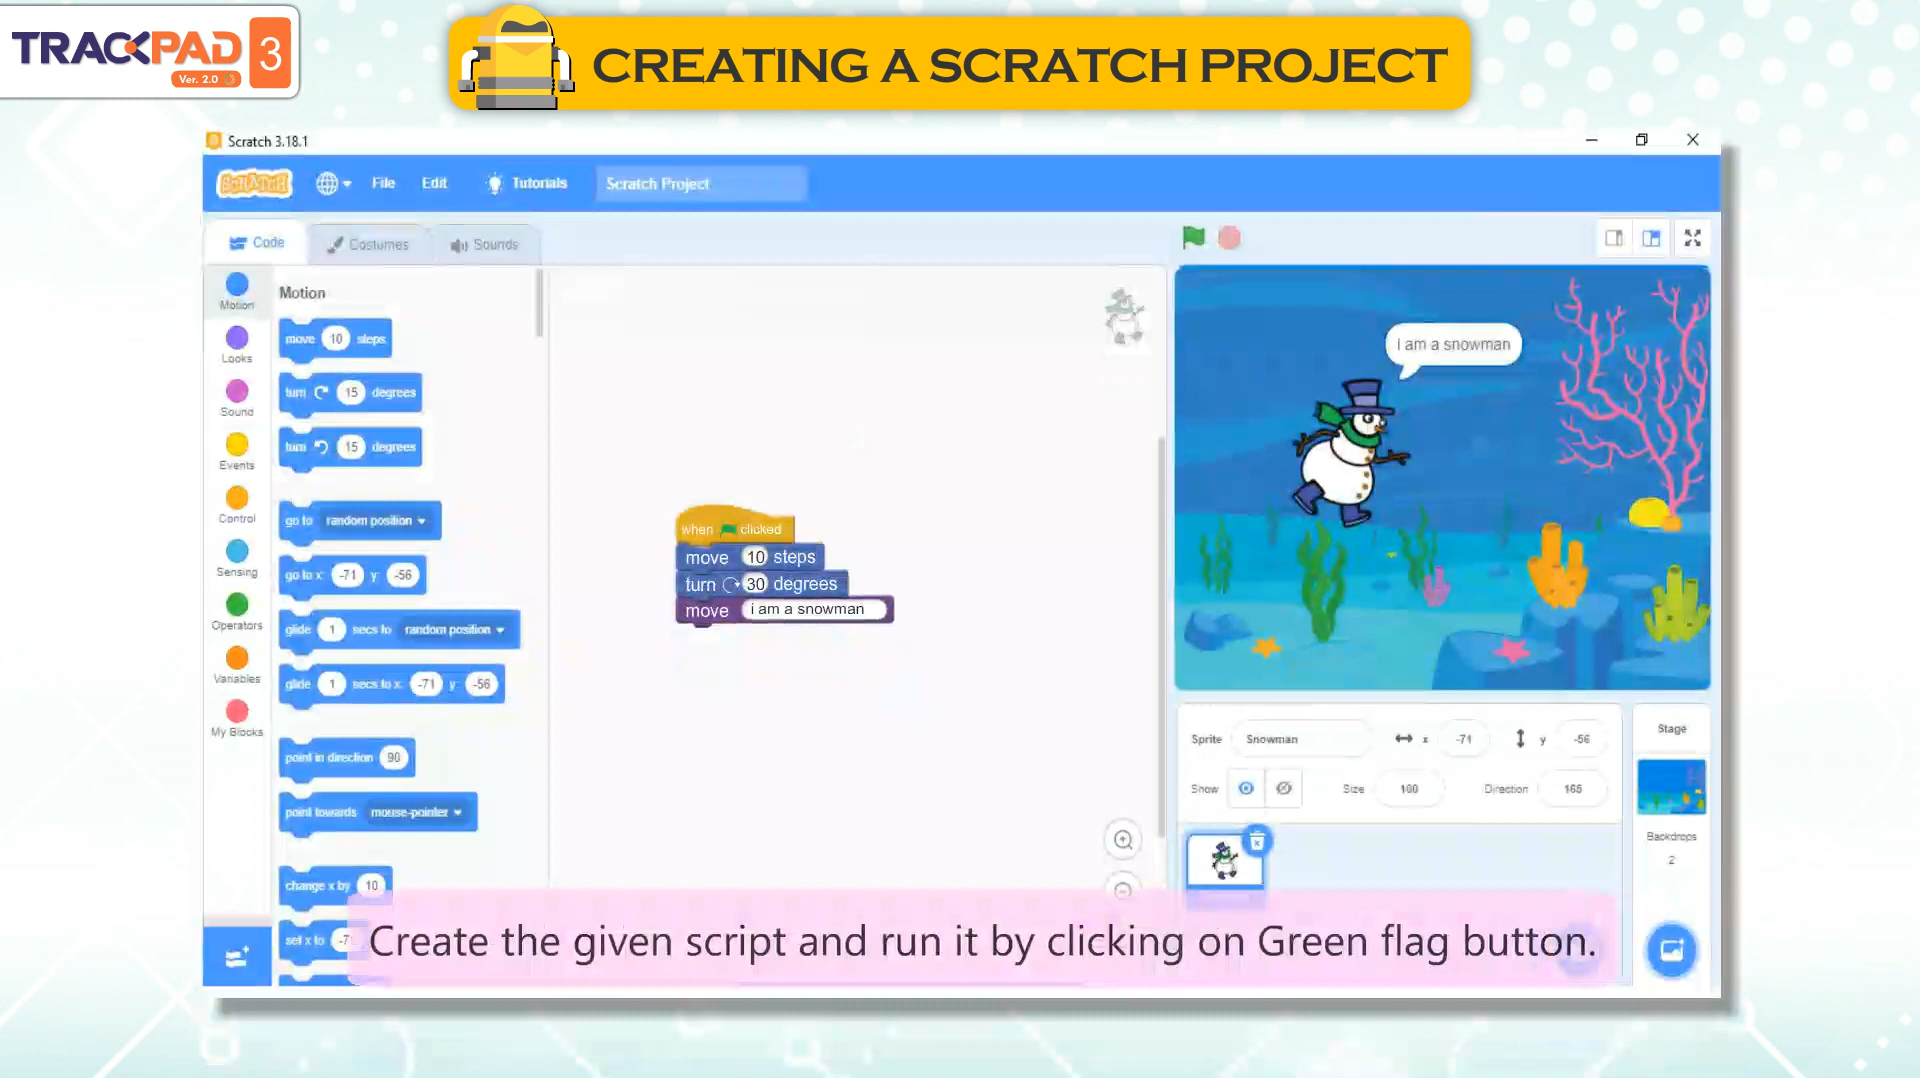 TRACKPAD 3
Ver. 2.0
CREATING A SCRATCH PROJECT
Scratch 3.18.1
SCRATCH File Edit Tutorials Scratch Project
Code Costumes Sounds
Motion
Looks
Sound
Events
Control
Sensing
Operators
Variables
My Blocks
Motion
move 10 steps
turn 15 degrees
turn 15 degrees
go to random position
go to x: -71 y: -56
glide 1 secs to random position
glide 1 secs to x: -71 y: -56
point in direction 90
point towards mouse-pointer
change x by 10
set x to -7
when clicked
move 10 steps
turn 30 degrees
move i am a snowman
i am a snowman
Sprite Snowman x -71 y -56
Show Size 100 Direction 165
Stage
Backdrops
2
Create the given script and run it by clicking on Green flag button.